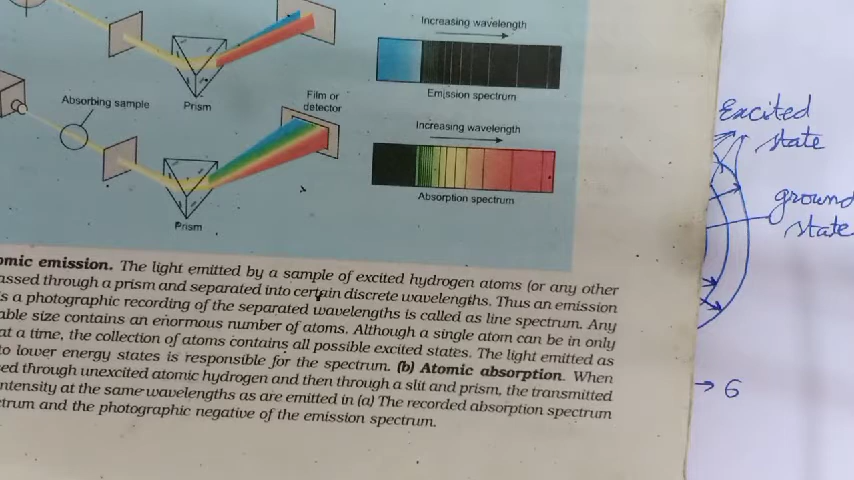 Increasing wavelength
Emission spectrum
Prism
Absorbing sample
Film or
detector
Increasing wavelength
Absorption spectrum
Prism
omic emission. The light emitted by a sample of excited hydrogen atoms (or any other
assed through a prism and separated into certain discrete wavelengths. Thus an emission
is a photographic recording of the separated wavelengths is called as line spectrum. Any
able size contains an enormous number of atoms. Although a single atom can be in only
at a time, the collection of atoms contains all possible excited states. The light emitted as
to lower energy states is responsible for the spectrum. (b) Atomic absorption. When
sed through unexcited atomic hydrogen and then through a slit and prism, the transmitted
ntensity at the same wavelengths as are emitted in (a) The recorded absorption spectrum
ctrum and the photographic negative of the emission spectrum.
Excited
state
ground
state
→ 6